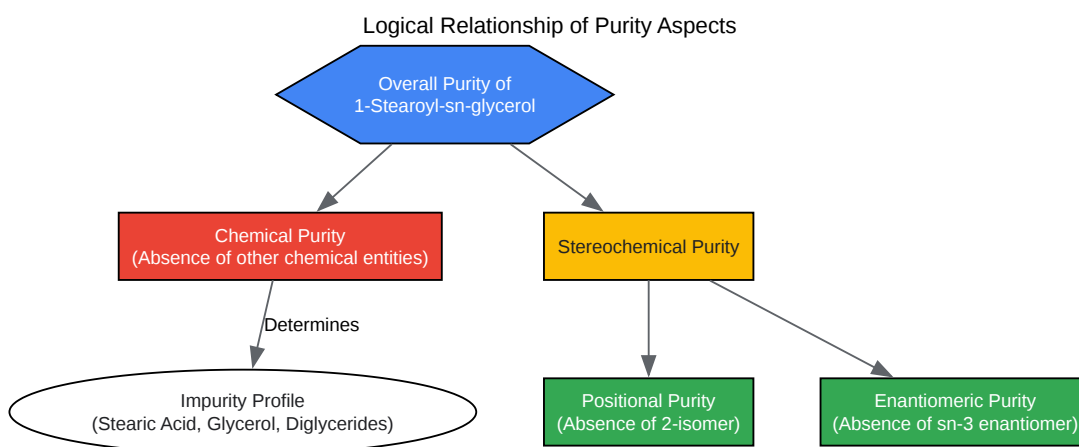 Logical Relationship of Purity Aspects
Overall Purity of
1-Stearoyl-sn-glycerol
Chemical Purity
(Absence of other chemical entities)
Stereochemical Purity
Determines
Impurity Profile
(Stearic Acid, Glycerol, Diglycerides)
Positional Purity
(Absence of 2-isomer)
Enantiomeric Purity
(Absence of sn-3 enantiomer)